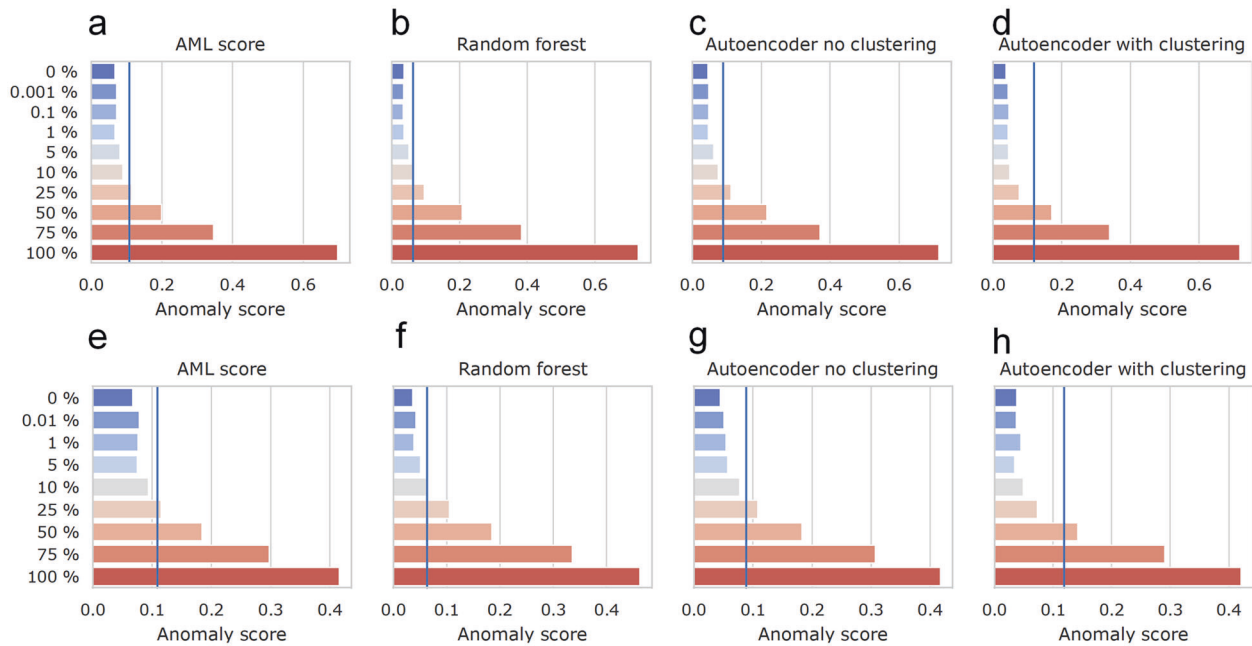 a b c d
AML score Random forest Autoencoder no clustering Autoencoder with clustering
0 %
0.001 %
0.1 %
1 %
5 %
10 %
25 %
50 %
75 %
100 %
0.0 0.2 0.4 0.6 0.0 0.2 0.4 0.6 0.0 0.2 0.4 0.6 0.0 0.2 0.4 0.6
Anomaly score Anomaly score Anomaly score Anomaly score
e f g h
AML score Random forest Autoencoder no clustering Autoencoder with clustering
0 %
0.01 %
1 %
5 %
10 %
25 %
50 %
75 %
100 %
0.0 0.1 0.2 0.3 0.4 0.0 0.1 0.2 0.3 0.4 0.0 0.1 0.2 0.3 0.4 0.0 0.1 0.2 0.3 0.4
Anomaly score Anomaly score Anomaly score Anomaly score